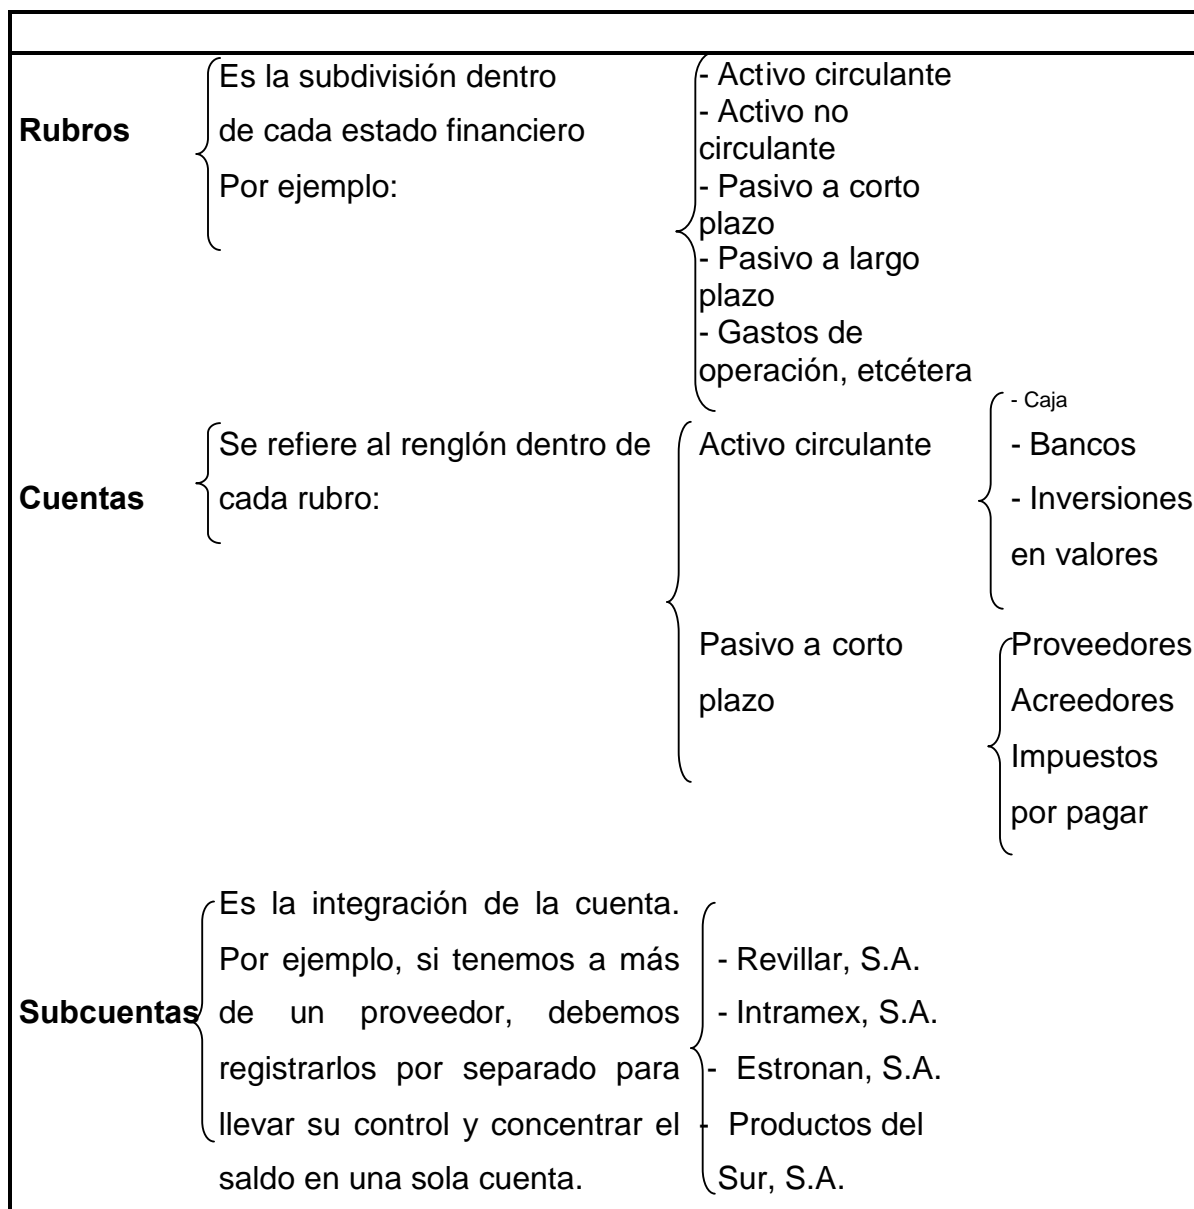 Rubros
Es la subdivisión dentro
de cada estado financiero
Por ejemplo:
- Activo circulante
- Activo no
circulante
- Pasivo a corto
plazo
- Pasivo a largo
plazo
- Gastos de
operación, etcétera
Cuentas
Se refiere al renglón dentro de
cada rubro:
Activo circulante
- Caja
- Bancos
- Inversiones
en valores
Pasivo a corto
plazo
Proveedores
Acreedores
Impuestos
por pagar
Subcuentas
Es la integración de la cuenta.
Por ejemplo, si tenemos a más
de un proveedor, debemos
registrarlos por separado para
llevar su control y concentrar el
saldo en una sola cuenta.
- Revillar, S.A.
- Intramex, S.A.
- Estronan, S.A.
- Productos del
Sur, S.A.